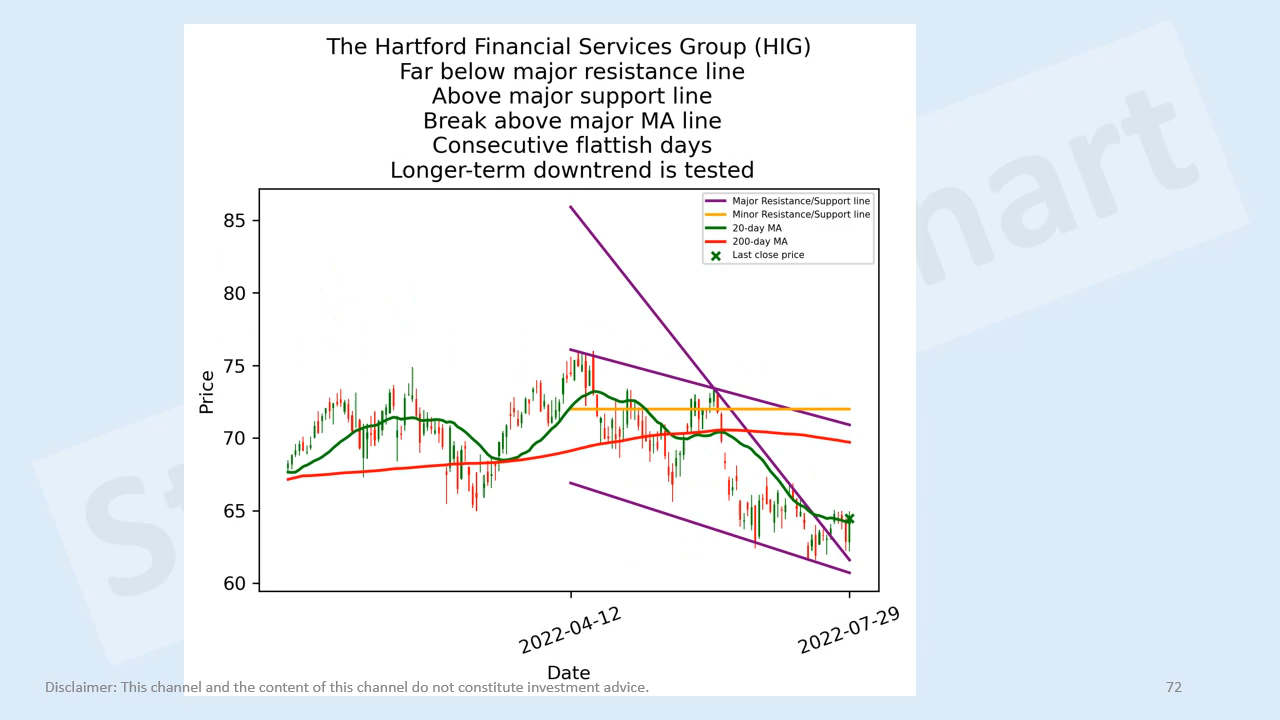 The Hartford Financial Services Group (HIG)
Far below major resistance line
Above major support line
Break above major MA line
Consecutive flattish days
Longer-term downtrend is tested
Major Resistance/Support line
Minor Resistance/Support line
20-day MA
200-day MA
Last close price
85
80
75
70
65
60
Price
2022-04-12
2022-07-29
Date
Disclaimer: This channel and the content of this channel do not constitute investment advice.
72